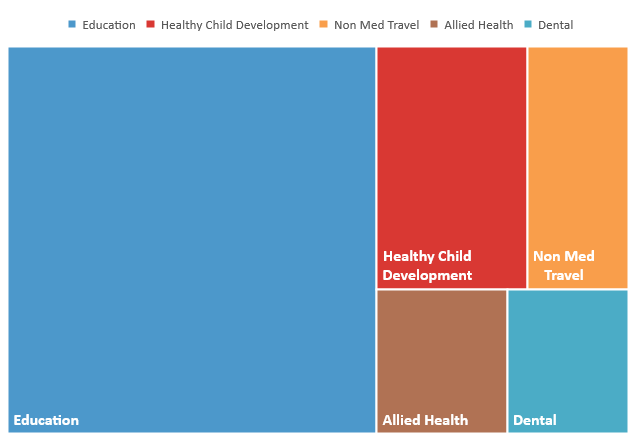 Education Healthy Child Development Non Med Travel Allied Health Dental
Healthy Child
Development
Non Med
Travel
Education
Allied Health
Dental